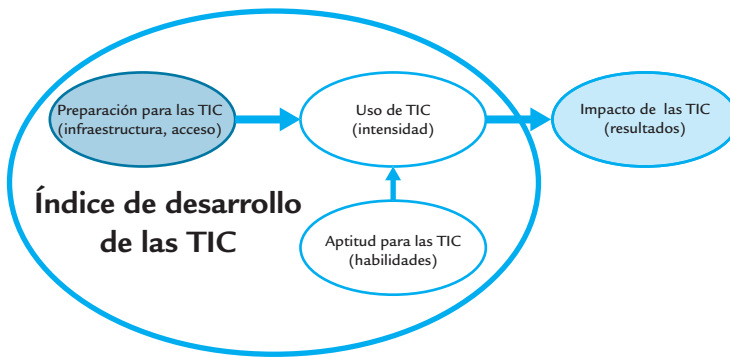 Preparación para las TIC
(infraestructura, acceso)
Uso de TIC
(intensidad)
Impacto de las TIC
(resultados)
Índice de desarrollo
de las TIC
Aptitud para las TIC
(habilidades)